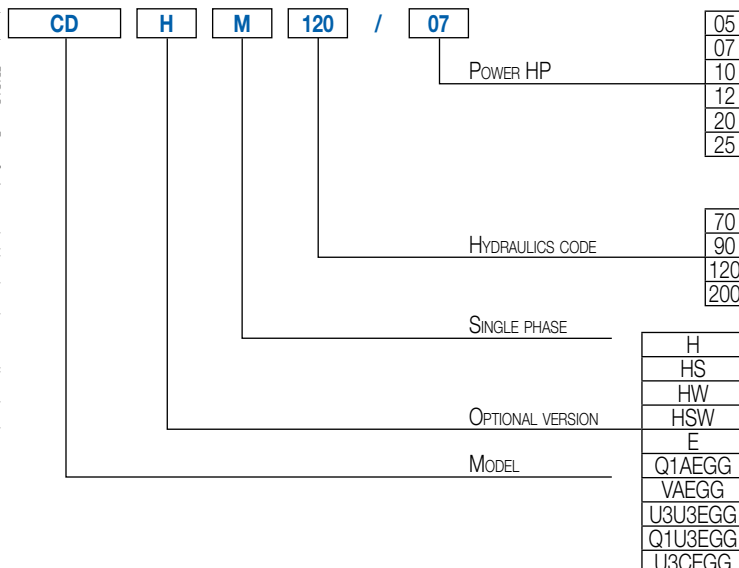 CD H M 120 / 07
05
07
POWER HP 10
12
20
25
70
HYDRAULICS CODE 90
120
200
SINGLE PHASE
H
HS
HW
OPTIONAL VERSION HSW
E
MODEL Q1AEGG
VAEGG
U3U3EGG
Q1U3EGG
U3CEGG